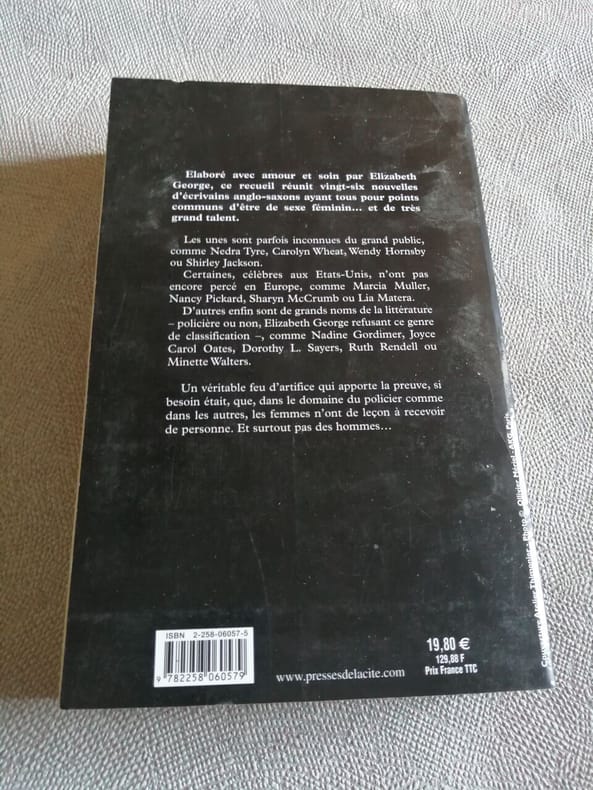 Elaboré avec amour et soin par Elizabeth
George, ce recueil réunit vingt-six nouvelles
d'écrivains anglo-saxons ayant tous pour points
communs d'être de sexe féminin... et de très
grand talent.
Les unes sont parfois inconnues du grand public,
comme Nedra Tyre, Carolyn Wheat, Wendy Hornsby
ou Shirley Jackson.
Certaines, célèbres aux Etats-Unis, n'ont pas
encore percé en Europe, comme Marcia Muller,
Nancy Pickard, Sharyn McCrumb ou Lia Matera.
D'autres enfin sont de grands noms de la littérature
– policière ou non, Elizabeth George refusant ce genre
de classification –, comme Nadine Gordimer, Joyce
Carol Oates, Dorothy L. Sayers, Ruth Rendell ou
Minette Walters.
Un véritable feu d'artifice qui apporte la preuve, si
besoin était, que, dans le domaine du policier comme
dans les autres, les femmes n'ont de leçon à recevoir
de personne. Et surtout pas des hommes...
ISBN 2-258-06057-5
9 782258 060579
www.pressesdelacite.com
19,80 €
129,88 F
Prix France TTC
Photo ©